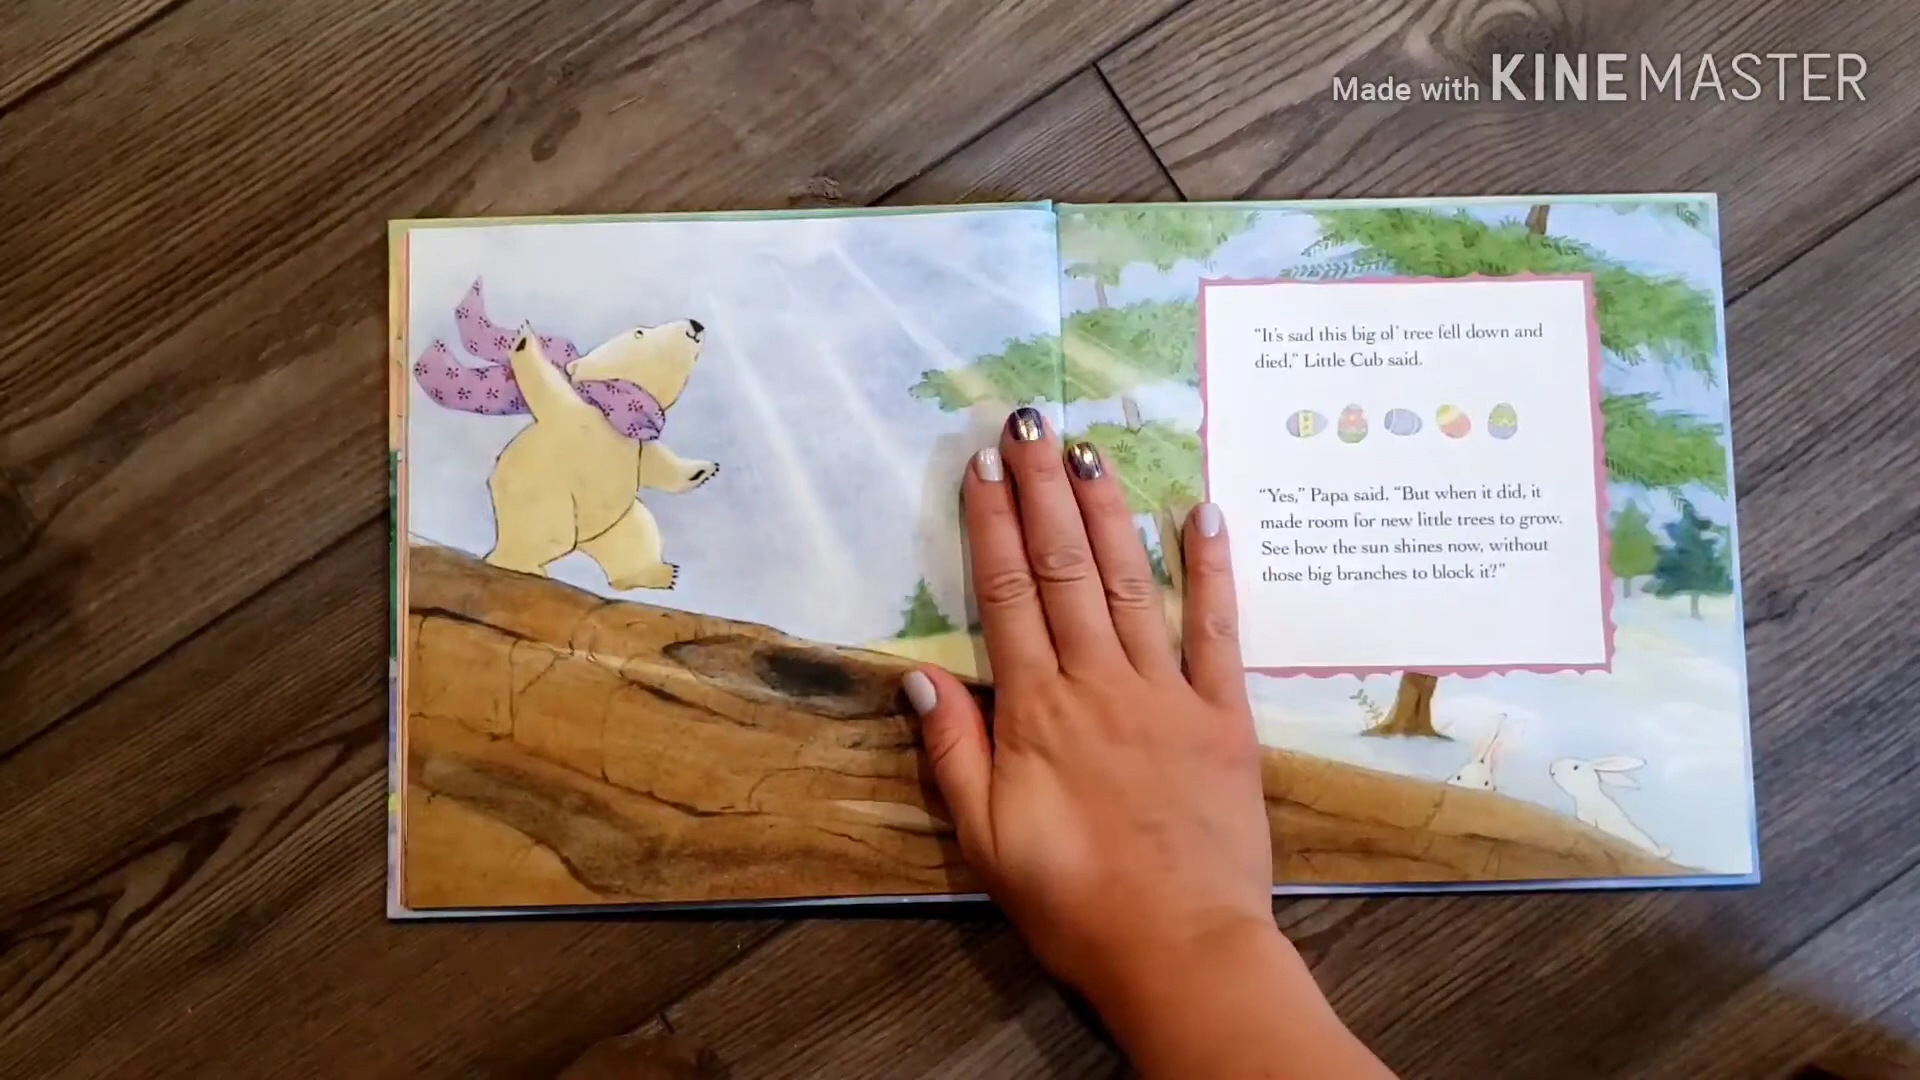 Made with KINEMASTER
"It's sad this big ol' tree fell down and
died," Little Cub said.
"Yes," Papa said. "But when it did, it
made room for new little trees to grow.
See how the sun shines now, without
those big branches to block it?"